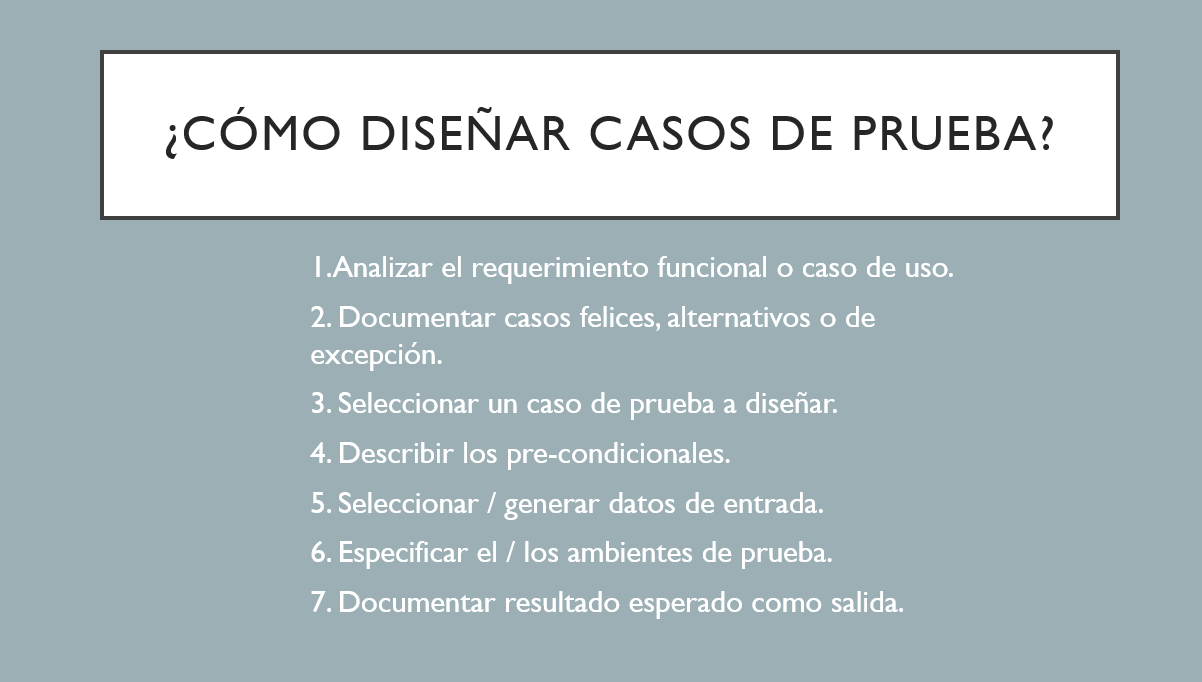 ¿CÓMO DISEÑAR CASOS DE PRUEBA?
1.Analizar el requerimiento funcional o caso de uso.
2. Documentar casos felices, alternativos o de
excepción.
3. Seleccionar un caso de prueba a diseñar.
4. Describir los pre-condicionales.
5. Seleccionar / generar datos de entrada.
6. Especificar el / los ambientes de prueba.
7. Documentar resultado esperado como salida.